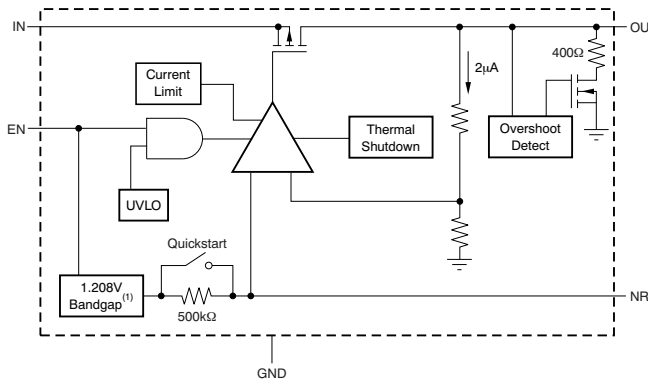 IN
OU
400Ω
2μA
Current
Limit
EN
Thermal
Shutdown
Overshoot
Detect
UVLO
Quickstart
1.208V
Bandgap(1)
500kΩ
NR
GND